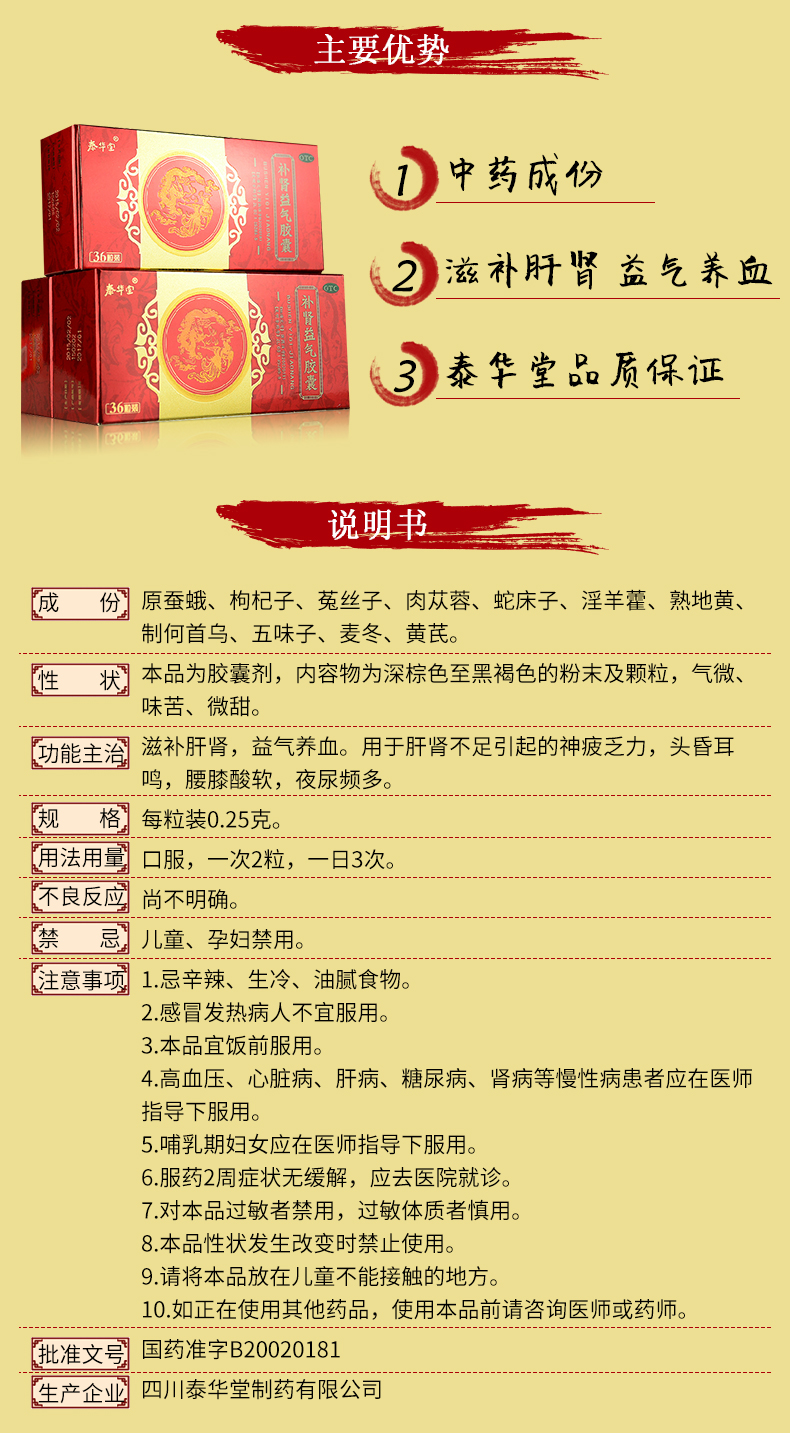 主要优势
泰华堂®
OTC
补肾益气胶囊
36粒装
泰华堂®
OTC
补肾益气胶囊
36粒装
1 中药成份
2 滋补肝肾 益气养血
3 泰华堂品质保证
说明书
成 份 原蚕蛾、枸杞子、菟丝子、肉苁蓉、蛇床子、淫羊藿、熟地黄、
制何首乌、五味子、麦冬、黄芪。
性 状 本品为胶囊剂，内容物为深棕色至黑褐色的粉末及颗粒，气微、
味苦、微甜。
功能主治 滋补肝肾，益气养血。用于肝肾不足引起的神疲乏力，头昏耳
鸣，腰膝酸软，夜尿频多。
规 格 每粒装0.25克。
用法用量 口服，一次2粒，一日3次。
不良反应 尚不明确。
禁 忌 儿童、孕妇禁用。
注意事项 1.忌辛辣、生冷、油腻食物。
2.感冒发热病人不宜服用。
3.本品宜饭前服用。
4.高血压、心脏病、肝病、糖尿病、肾病等慢性病患者应在医师
指导下服用。
5.哺乳期妇女应在医师指导下服用。
6.服药2周症状无缓解，应去医院就诊。
7.对本品过敏者禁用，过敏体质者慎用。
8.本品性状发生改变时禁止使用。
9.请将本品放在儿童不能接触的地方。
10.如正在使用其他药品，使用本品前请咨询医师或药师。
批准文号 国药准字B20020181
生产企业 四川泰华堂制药有限公司